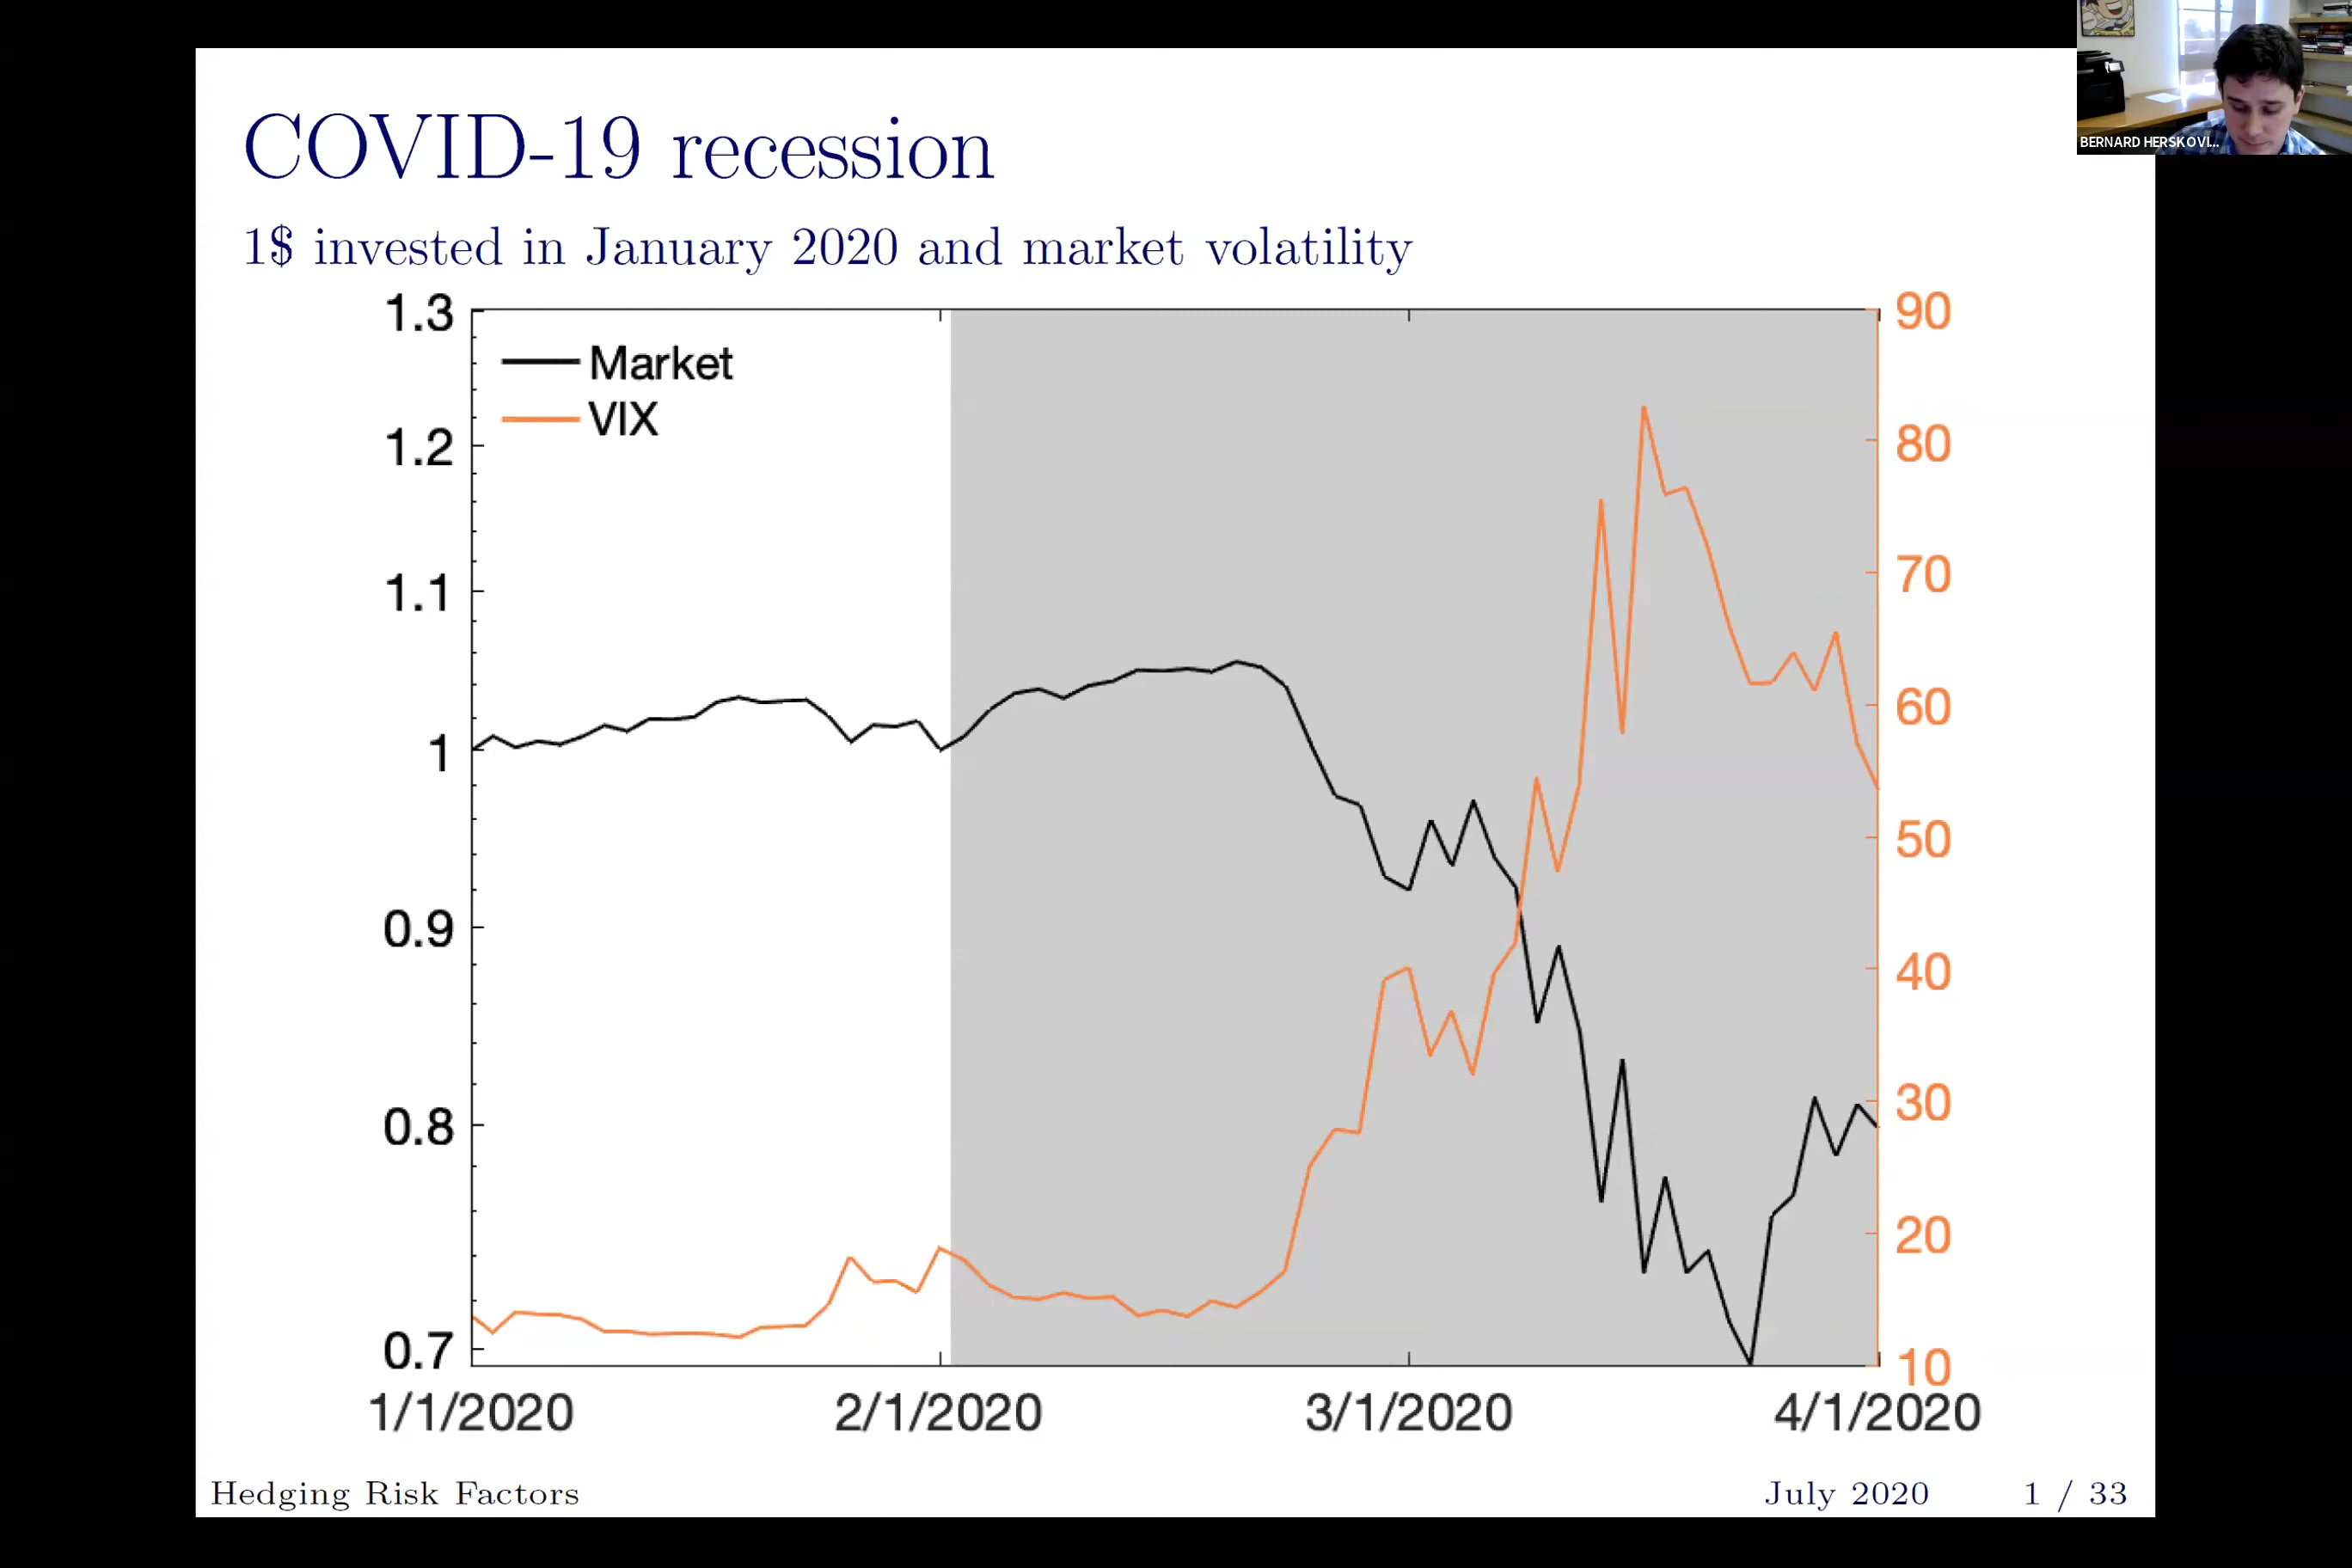 BERNARD HERSKOVI...
COVID-19 recession
1$ invested in January 2020 and market volatility
Market
VIX
1.3
1.2
1.1
1
0.9
0.8
0.7
90
80
70
60
50
40
30
20
10
1/1/2020
2/1/2020
3/1/2020
4/1/2020
Hedging Risk Factors
July 2020
1 / 33